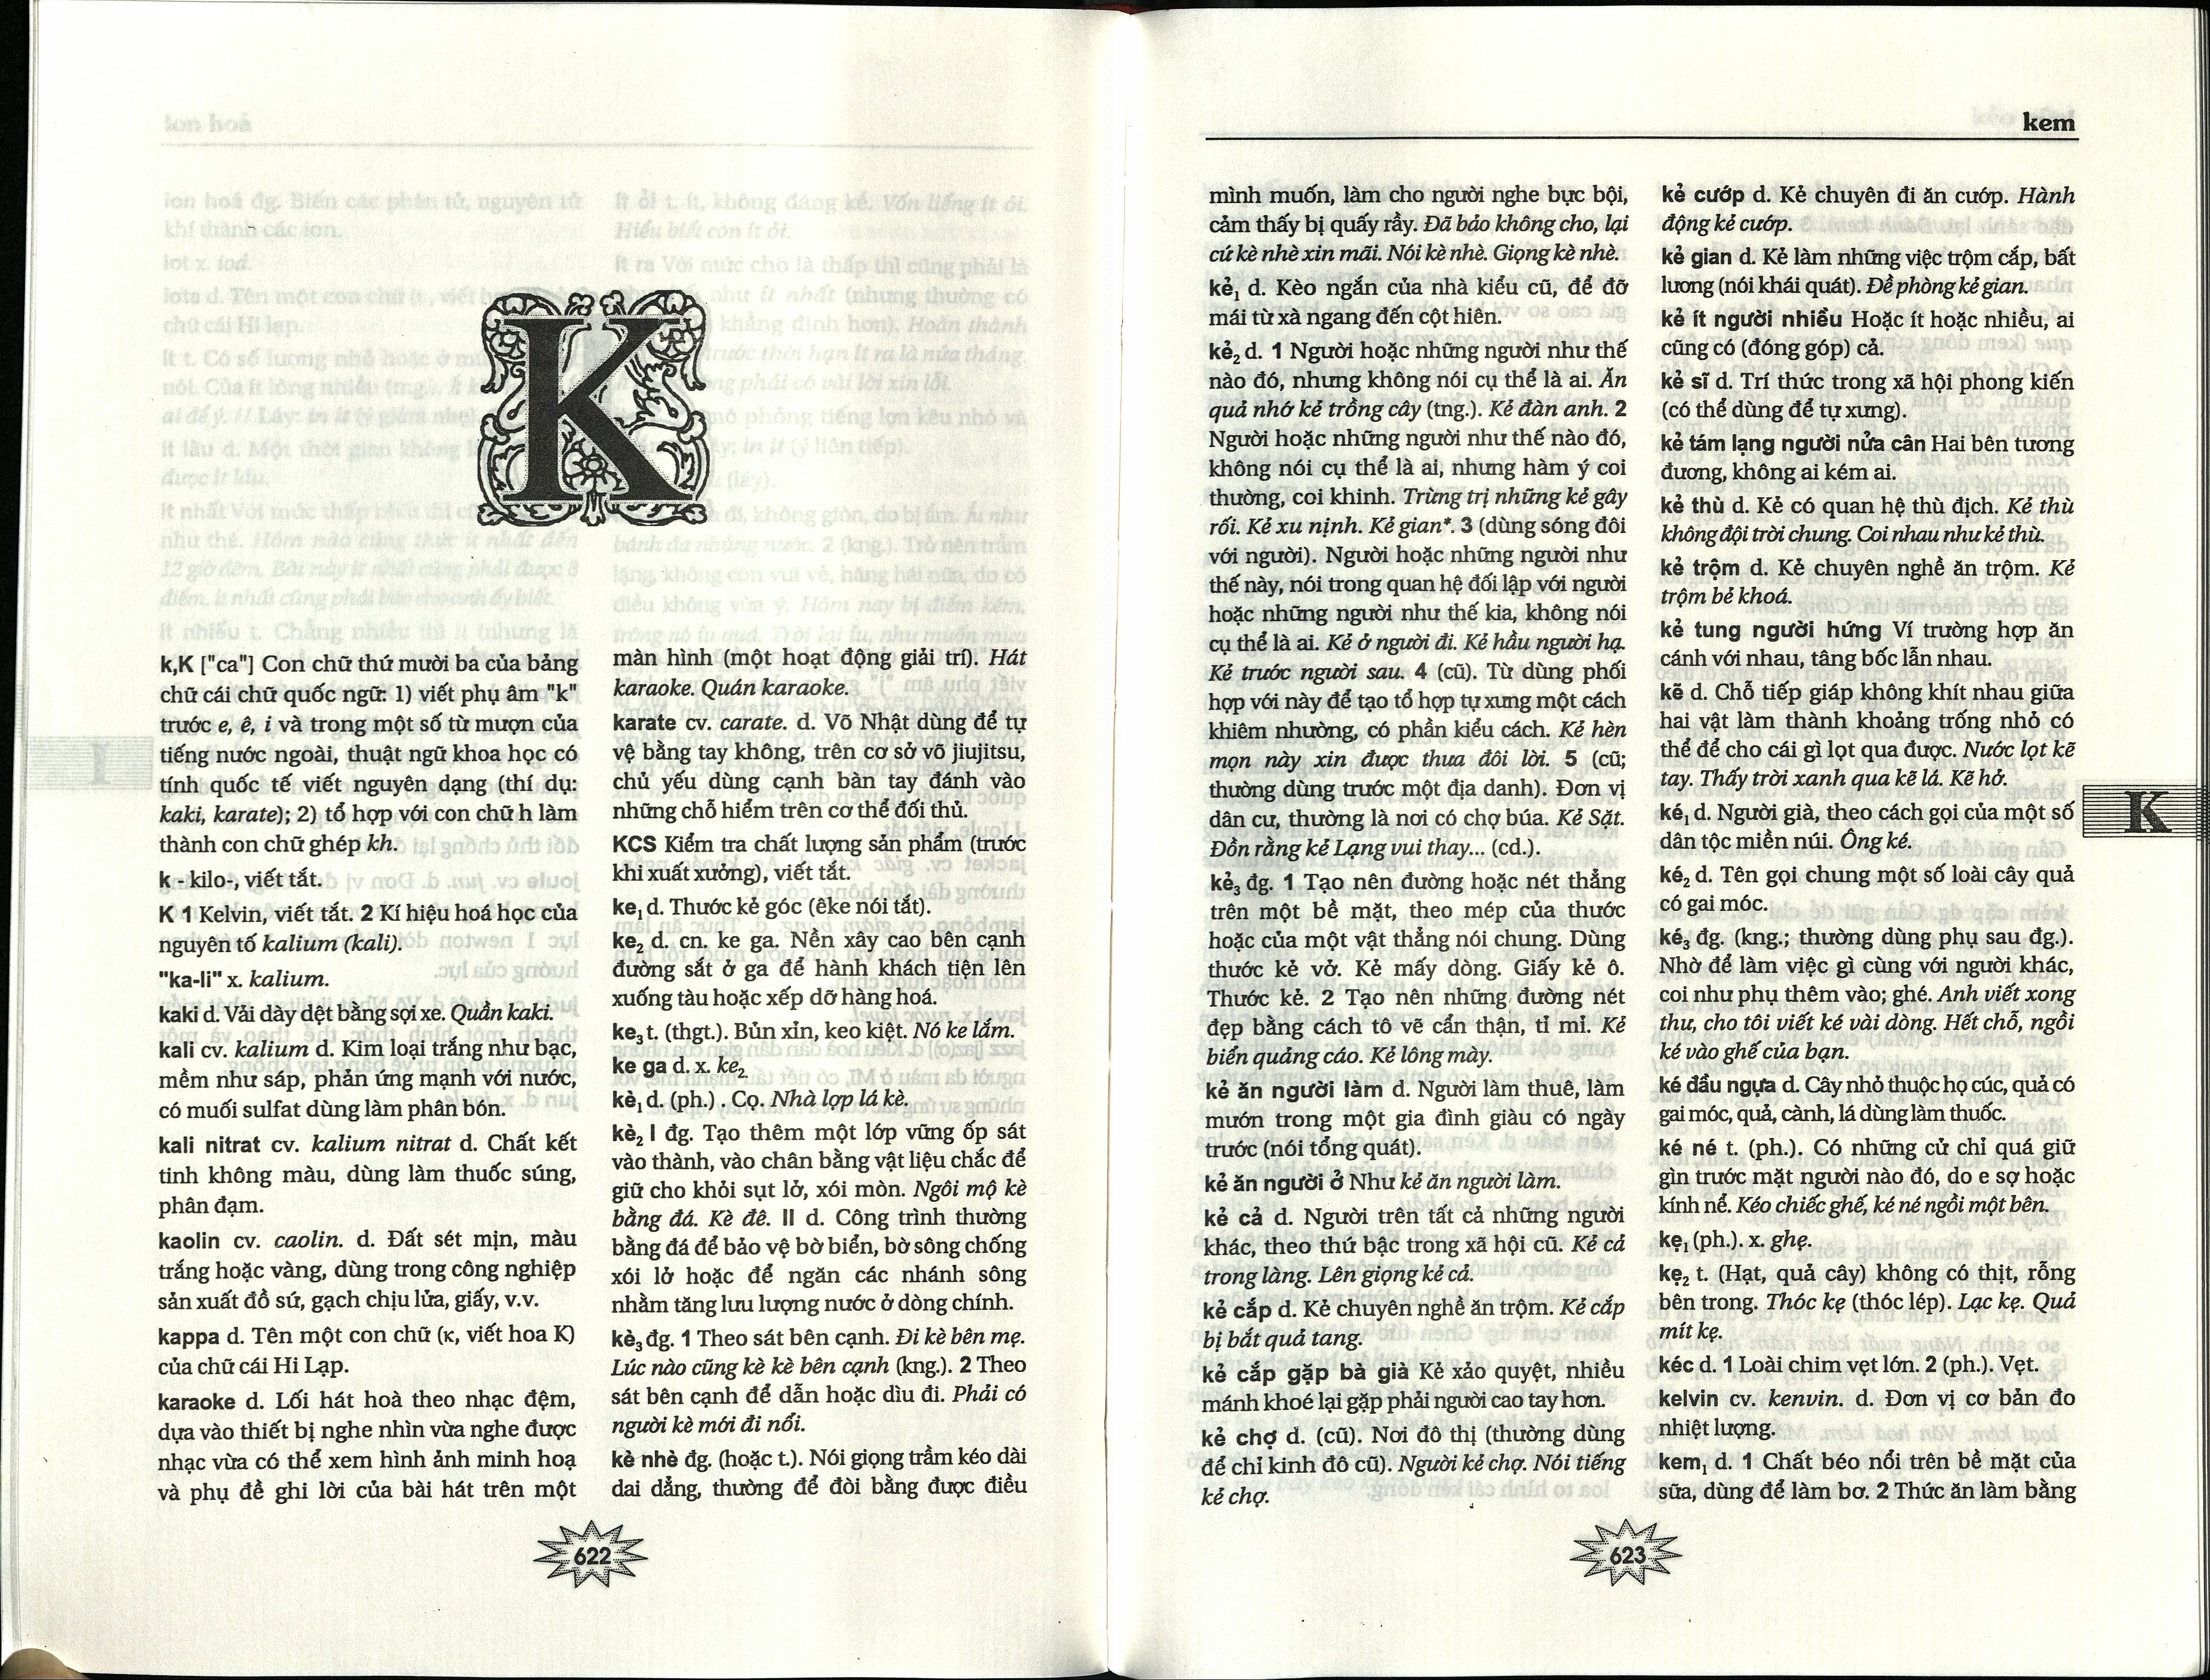 K
k,K ["ca"] Con chữ thứ mười ba của bảng
chữ cái chữ quốc ngữ: 1) viết phụ âm "k"
trước e, ê, i và trong một số từ mượn của
tiếng nước ngoài, thuật ngữ khoa học có
tính quốc tế viết nguyên dạng (thí dụ:
kaki, karate); 2) tổ hợp với con chữ h làm
thành con chữ ghép kh.
k - kilo-, viết tắt.
K 1 Kelvin, viết tắt. 2 Kí hiệu hoá học của
nguyên tố kalium (kali).
"ka-li" x. kalium.
kaki d. Vải dày dệt bằng sợi xe. Quần kaki.
kali cv. kalium d. Kim loại trắng như bạc,
mềm như sáp, phản ứng mạnh với nước,
có muối sulfat dùng làm phân bón.
kali nitrat cv. kalium nitrat d. Chất kết
tinh không màu, dùng làm thuốc súng,
phân đạm.
kaolin cv. caolin. d. Đất sét mịn, màu
trắng hoặc vàng, dùng trong công nghiệp
sản xuất đồ sứ, gạch chịu lửa, giấy, v.v.
kappa d. Tên một con chữ (κ, viết hoa K)
của chữ cái Hi Lạp.
karaoke d. Lối hát hoà theo nhạc đệm,
dựa vào thiết bị nghe nhìn vừa nghe được
nhạc vừa có thể xem hình ảnh minh hoạ
và phụ đề ghi lời của bài hát trên một
màn hình (một hoạt động giải trí). Hát
karaoke. Quán karaoke.
karate cv. carate. d. Võ Nhật dùng để tự
vệ bằng tay không, trên cơ sở võ jiujitsu,
chủ yếu dùng cạnh bàn tay đánh vào
những chỗ hiểm trên cơ thể đối thủ.
KCS Kiểm tra chất lượng sản phẩm (trước
khi xuất xưởng), viết tắt.
ke₁ d. Thước kẻ góc (êke nói tắt).
ke₂ d. cn. ke ga. Nền xây cao bên cạnh
đường sắt ở ga để hành khách tiện lên
xuống tàu hoặc xếp dỡ hàng hoá.
ke₃ t. (thgt.). Bủn xỉn, keo kiệt. Nó ke lắm.
ke ga d. x. ke₂
kè₁ d. (ph.) . Cọ. Nhà lợp lá kè.
kè₂ I đg. Tạo thêm một lớp vững ốp sát
vào thành, vào chân bằng vật liệu chắc để
giữ cho khỏi sụt lở, xói mòn. Ngôi mộ kè
bằng đá. Kè đê. II d. Công trình thường
bằng đá để bảo vệ bờ biển, bờ sông chống
xói lở hoặc để ngăn các nhánh sông
nhằm tăng lưu lượng nước ở dòng chính.
kè₃ đg. 1 Theo sát bên cạnh. Đi kè bên mẹ.
Lúc nào cũng kè kè bên cạnh (kng.). 2 Theo
sát bên cạnh để dẫn hoặc dìu đi. Phải có
người kè mới đi nổi.
kè nhè đg. (hoặc t.). Nói giọng trầm kéo dài
dai dẳng, thường để đòi bằng được điều
622
kem
mình muốn, làm cho người nghe bực bội,
cảm thấy bị quấy rầy. Đã bảo không cho, lại
cứ kè nhè xin mãi. Nói kè nhè. Giọng kè nhè.
kẻ₁ d. Kèo ngắn của nhà kiểu cũ, để đỡ
mái từ xà ngang đến cột hiên.
kẻ₂ d. 1 Người hoặc những người như thế
nào đó, nhưng không nói cụ thể là ai. Ăn
quả nhớ kẻ trồng cây (tng.). Kẻ đàn anh. 2
Người hoặc những người như thế nào đó,
không nói cụ thể là ai, nhưng hàm ý coi
thường, coi khinh. Trừng trị những kẻ gây
rối. Kẻ xu nịnh. Kẻ gian*. 3 (dùng sóng đôi
với người). Người hoặc những người như
thế này, nói trong quan hệ đối lập với người
hoặc những người như thế kia, không nói
cụ thể là ai. Kẻ ở người đi. Kẻ hầu người hạ.
Kẻ trước người sau. 4 (cũ). Từ dùng phối
hợp với này để tạo tổ hợp tự xưng một cách
khiêm nhường, có phần kiểu cách. Kẻ hèn
mọn này xin được thưa đôi lời. 5 (cũ;
thường dùng trước một địa danh). Đơn vị
dân cư, thường là nơi có chợ búa. Kẻ Sặt.
Đồn rằng kẻ Lạng vui thay... (cd.).
kẻ₃ đg. 1 Tạo nên đường hoặc nét thẳng
trên một bề mặt, theo mép của thước
hoặc của một vật thẳng nói chung. Dùng
thước kẻ vở. Kẻ mấy dòng. Giấy kẻ ô.
Thước kẻ. 2 Tạo nên những đường nét
đẹp bằng cách tô vẽ cẩn thận, tỉ mỉ. Kẻ
biển quảng cáo. Kẻ lông mày.
kẻ ăn người làm d. Người làm thuê, làm
mướn trong một gia đình giàu có ngày
trước (nói tổng quát).
kẻ ăn người ở Như kẻ ăn người làm.
kẻ cả d. Người trên tất cả những người
khác, theo thứ bậc trong xã hội cũ. Kẻ cả
trong làng. Lên giọng kẻ cả.
kẻ cắp d. Kẻ chuyên nghề ăn trộm. Kẻ cắp
bị bắt quả tang.
kẻ cắp gặp bà già Kẻ xảo quyệt, nhiều
mánh khoé lại gặp phải người cao tay hơn.
kẻ chợ d. (cũ). Nơi đô thị (thường dùng
để chỉ kinh đô cũ). Người kẻ chợ. Nói tiếng
kẻ chợ.
kẻ cướp d. Kẻ chuyên đi ăn cướp. Hành
động kẻ cướp.
kẻ gian d. Kẻ làm những việc trộm cắp, bất
lương (nói khái quát). Đề phòng kẻ gian.
kẻ ít người nhiều Hoặc ít hoặc nhiều, ai
cũng có (đóng góp) cả.
kẻ sĩ d. Trí thức trong xã hội phong kiến
(có thể dùng để tự xưng).
kẻ tám lạng người nửa cân Hai bên tương
đương, không ai kém ai.
kẻ thù d. Kẻ có quan hệ thù địch. Kẻ thù
không đội trời chung. Coi nhau như kẻ thù.
kẻ trộm d. Kẻ chuyên nghề ăn trộm. Kẻ
trộm bẻ khoá.
kẻ tung người hứng Ví trường hợp ăn
cánh với nhau, tâng bốc lẫn nhau.
kẽ d. Chỗ tiếp giáp không khít nhau giữa
hai vật làm thành khoảng trống nhỏ có
thể để cho cái gì lọt qua được. Nước lọt kẽ
tay. Thấy trời xanh qua kẽ lá. Kẽ hở.
ké₁ d. Người già, theo cách gọi của một số
dân tộc miền núi. Ông ké.
ké₂ d. Tên gọi chung một số loài cây quả
có gai móc.
ké₃ đg. (kng.; thường dùng phụ sau đg.).
Nhờ để làm việc gì cùng với người khác,
coi như phụ thêm vào; ghé. Anh viết xong
thư, cho tôi viết ké vài dòng. Hết chỗ, ngồi
ké vào ghế của bạn.
ké đầu ngựa d. Cây nhỏ thuộc họ cúc, quả có
gai móc, quả, cành, lá dùng làm thuốc.
ké né t. (ph.). Có những cử chỉ quá giữ
gìn trước mặt người nào đó, do e sợ hoặc
kính nể. Kéo chiếc ghế, ké né ngồi một bên.
kẹ₁ (ph.). x. ghẹ.
kẹ₂ t. (Hạt, quả cây) không có thịt, rỗng
bên trong. Thóc kẹ (thóc lép). Lạc kẹ. Quả
mít kẹ.
kéc d. 1 Loài chim vẹt lớn. 2 (ph.). Vẹt.
kelvin cv. kenvin. d. Đơn vị cơ bản đo
nhiệt lượng.
kem₁ d. 1 Chất béo nổi trên bề mặt của
sữa, dùng để làm bơ. 2 Thức ăn làm bằng
K
623